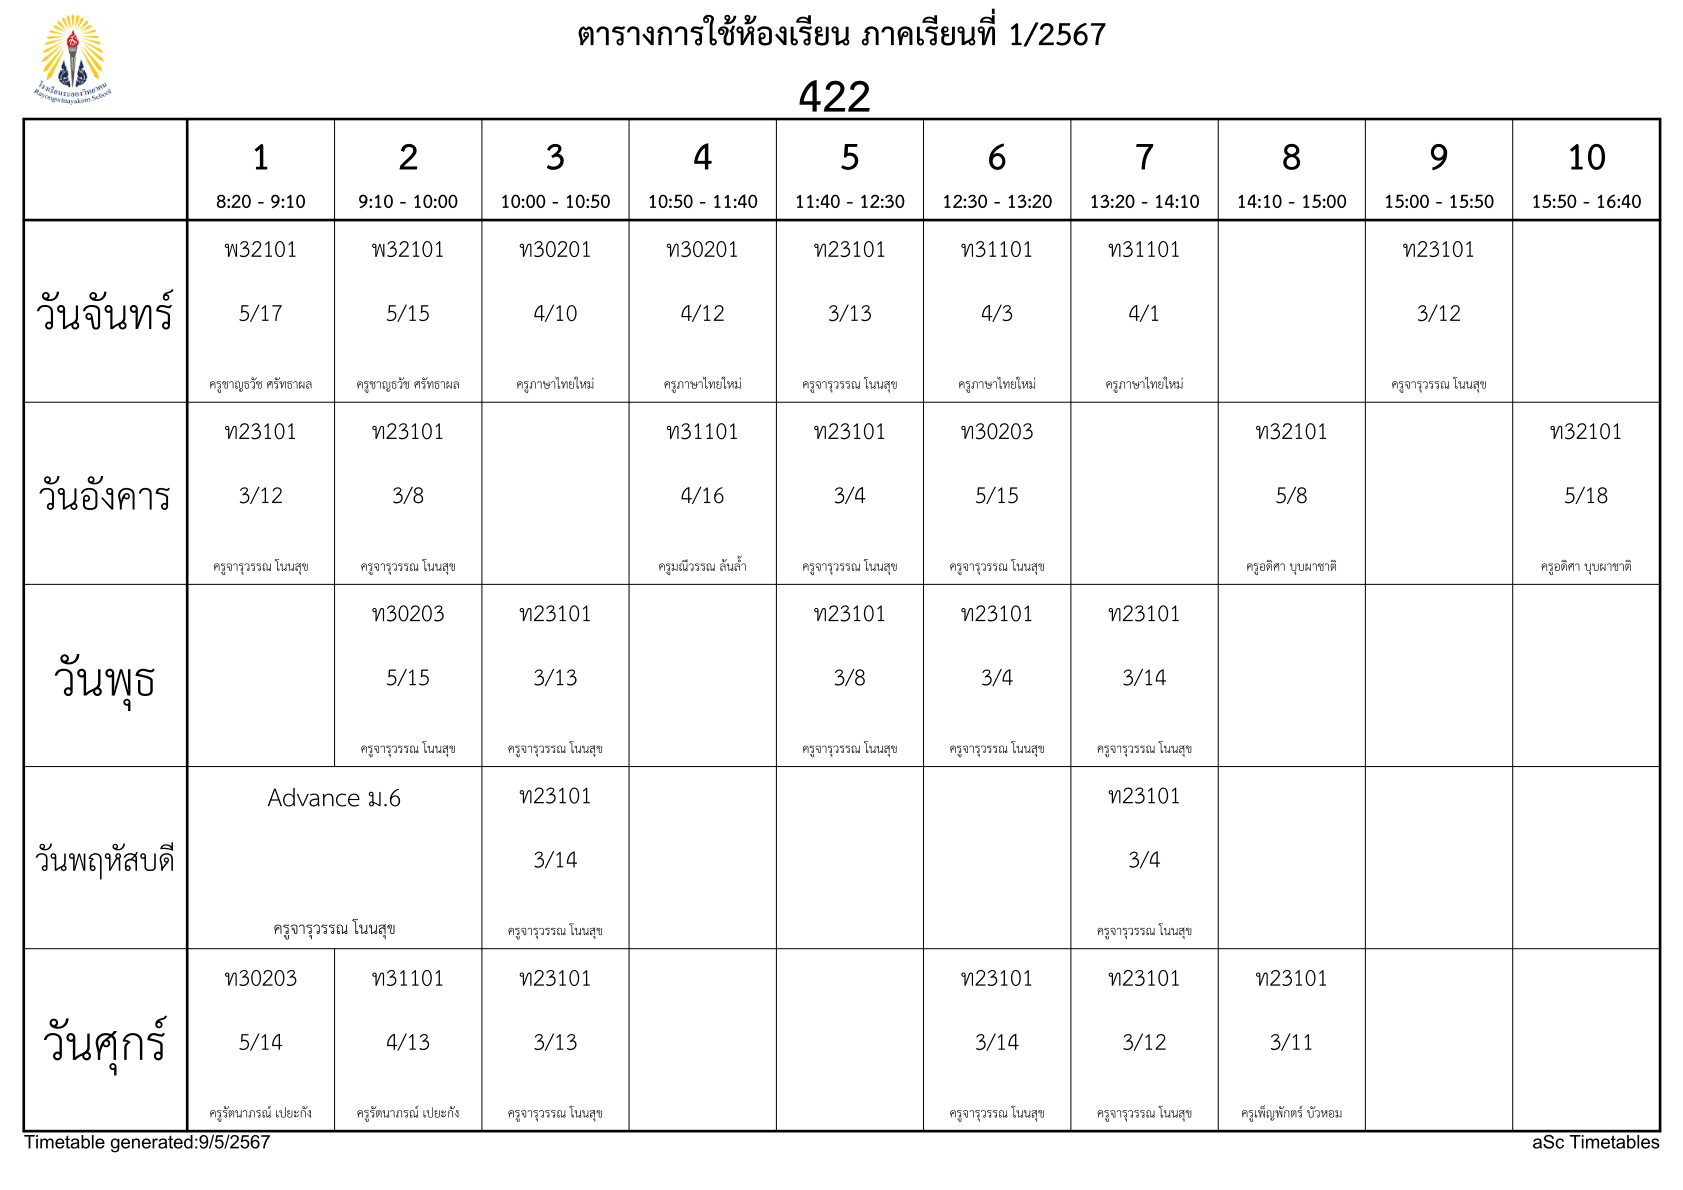 ตารางการใช้ห้องเรียน ภาคเรียนที่ 1/2567
โรงเรียนระยองวิทยาคม
Rayongwittayakom School
422
1 2 3 4 5 6 7 8 9 10
8:20 - 9:10 9:10 - 10:00 10:00 - 10:50 10:50 - 11:40 11:40 - 12:30 12:30 - 13:20 13:20 - 14:10 14:10 - 15:00 15:00 - 15:50 15:50 - 16:40
วันจันทร์
พ32101 พ32101 ท30201 ท30201 ท23101 ท31101 ท31101 ท23101
5/17 5/15 4/10 4/12 3/13 4/3 4/1 3/12
ครูชาญธวัช ศรัทธาผล ครูชาญธวัช ศรัทธาผล ครูภาษาไทยใหม่ ครูภาษาไทยใหม่ ครูจารุวรรณ โนนสุข ครูภาษาไทยใหม่ ครูภาษาไทยใหม่ ครูจารุวรรณ โนนสุข
วันอังคาร
ท23101 ท23101 ท31101 ท23101 ท30203 ท32101 ท32101
3/12 3/8 4/16 3/4 5/15 5/8 5/18
ครูจารุวรรณ โนนสุข ครูจารุวรรณ โนนสุข ครูมณีวรรณ ล้นล้ำ ครูจารุวรรณ โนนสุข ครูจารุวรรณ โนนสุข ครูอดิศา บุบผาชาติ ครูอดิศา บุบผาชาติ
วันพุธ
ท30203 ท23101 ท23101 ท23101 ท23101
5/15 3/13 3/8 3/4 3/14
ครูจารุวรรณ โนนสุข ครูจารุวรรณ โนนสุข ครูจารุวรรณ โนนสุข ครูจารุวรรณ โนนสุข ครูจารุวรรณ โนนสุข
วันพฤหัสบดี
Advance ม.6 ท23101 ท23101
3/14 3/4
ครูจารุวรรณ โนนสุข ครูจารุวรรณ โนนสุข ครูจารุวรรณ โนนสุข
วันศุกร์
ท30203 ท31101 ท23101 ท23101 ท23101 ท23101
5/14 4/13 3/13 3/14 3/12 3/11
ครูรัตนาภรณ์ เปยะกัง ครูรัตนาภรณ์ เปยะกัง ครูจารุวรรณ โนนสุข ครูจารุวรรณ โนนสุข ครูจารุวรรณ โนนสุข ครูเพ็ญพักตร์ บัวหอม
Timetable generated:9/5/2567 aSc Timetables